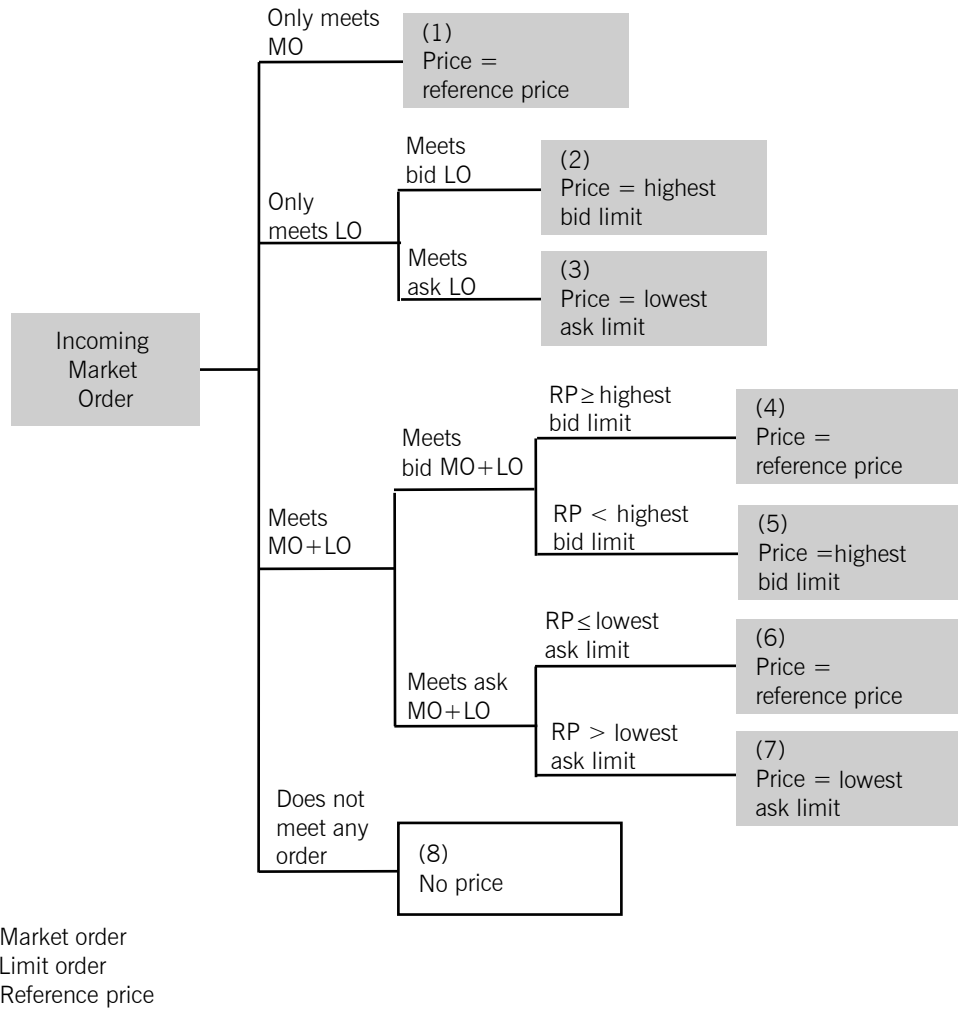 Only meets
MO
(1)
Price =
reference price
Meets
bid LO
(2)
Price = highest
bid limit
Only
meets LO
Meets
ask LO
(3)
Price = lowest
ask limit
Incoming
Market
Order
RP≥ highest
bid limit
(4)
Price =
reference price
Meets
bid MO+LO
RP < highest
bid limit
(5)
Price =highest
bid limit
Meets
MO+LO
RP≤ lowest
ask limit
(6)
Price =
reference price
Meets ask
MO+LO
RP > lowest
ask limit
(7)
Price = lowest
ask limit
Does not
meet any
order
(8)
No price
Market order
Limit order
Reference price